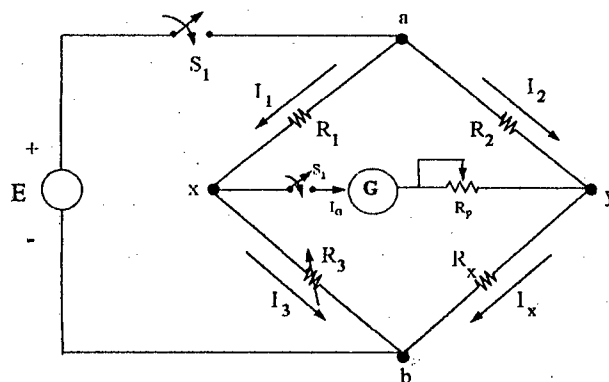 a
S1
I1
I2
R1
R2
+
E
-
x
S1
Ig
G
Rp
y
R3
Rx
I3
Ix
b